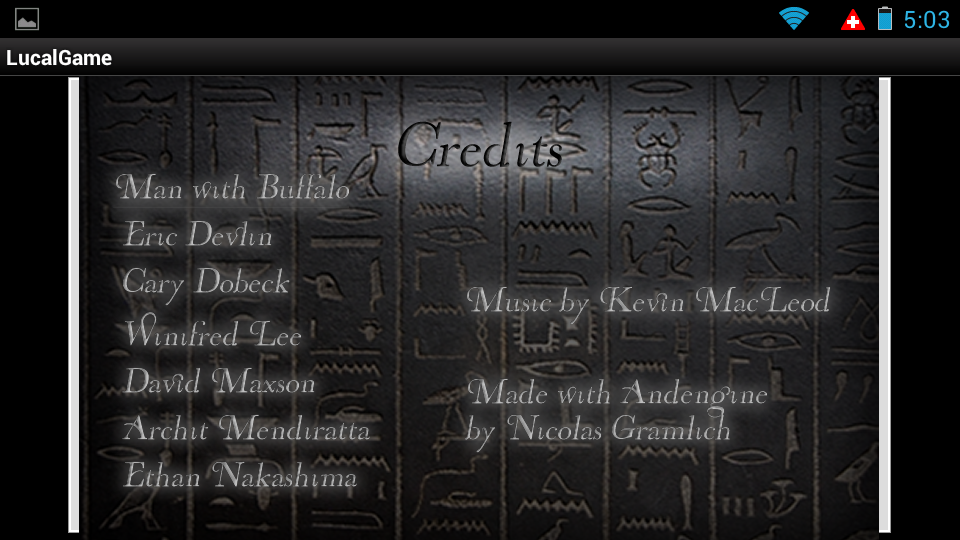 5:03
LucalGame
Credits
Man with Buffalo
Eric Devlin
Cary Dobeck
Winifred Lee
David Maxson
Archit Mendiratta
Ethan Nakashima
Music by Kevin MacLeod
Made with Andengine
by Nicolas Gramlich